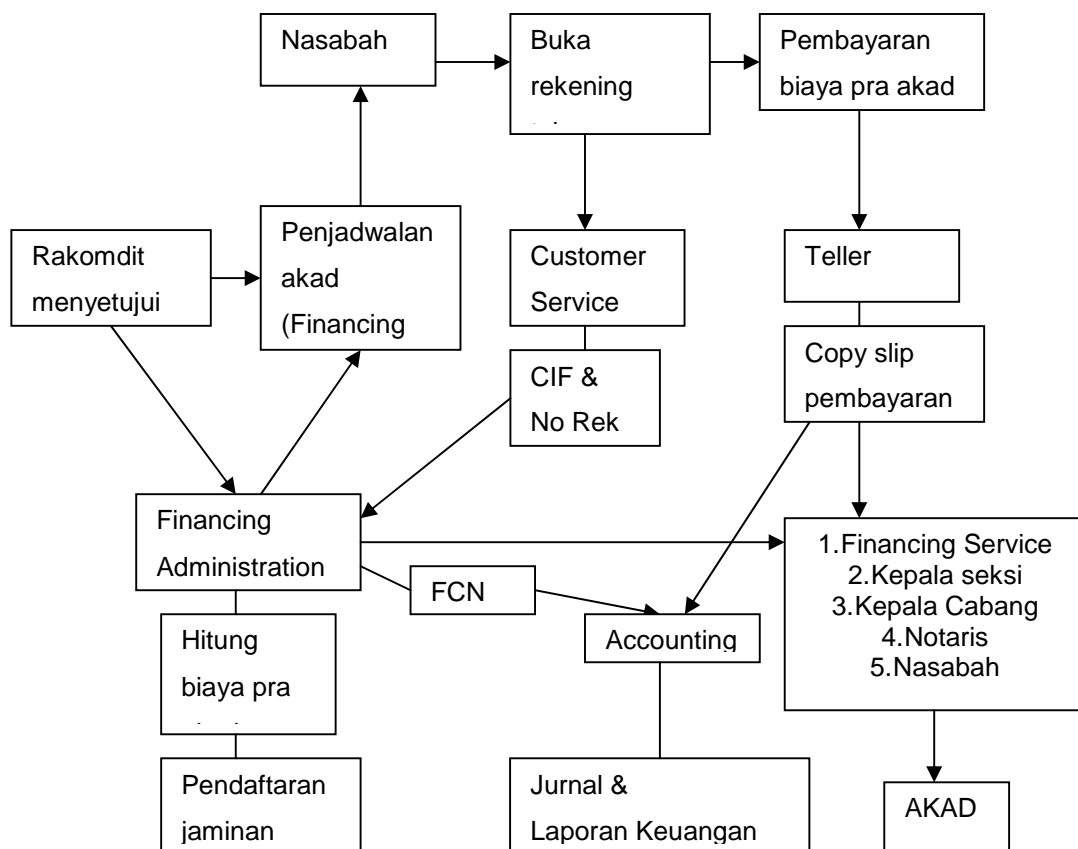 Nasabah
Buka
rekening
Pembayaran
biaya pra akad
Rakomdit
menyetujui
Penjadwalan
akad
(Financing
Customer
Service
Teller
CIF &
No Rek
Copy slip
pembayaran
Financing
Administration
FCN
Accounting
1.Financing Service
2.Kepala seksi
3.Kepala Cabang
4.Notaris
5.Nasabah
Hitung
biaya pra
Pendaftaran
jaminan
Jurnal &
Laporan Keuangan
AKAD